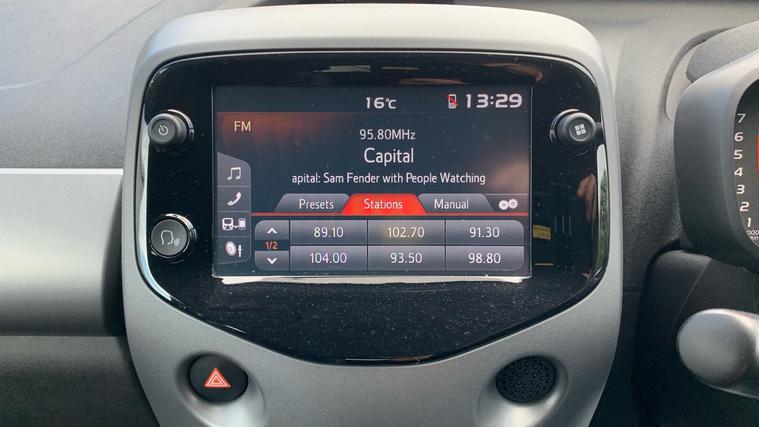 16°C 13:29
FM
95.80MHz
Capital
apital: Sam Fender with People Watching
Presets Stations Manual
89.10 102.70 91.30
1/2
104.00 93.50 98.80
7
6
5
4
3
2
1